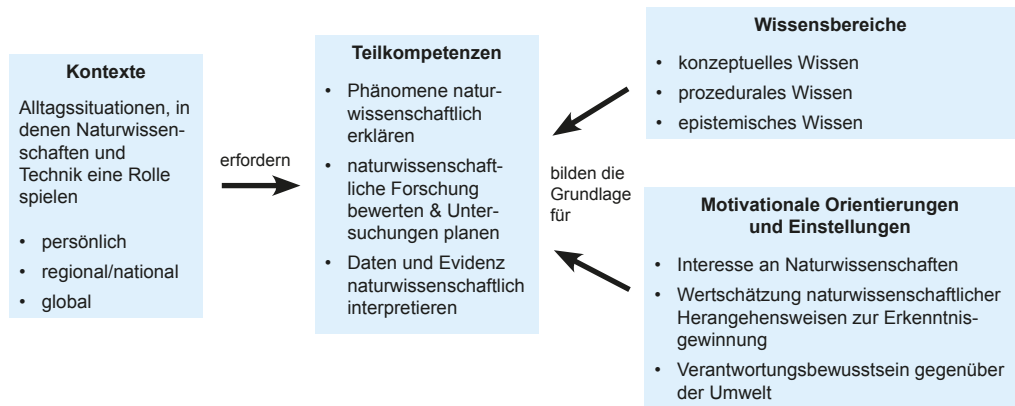 Kontexte
Alltagssituationen, in
denen Naturwissen-
schaften und
Technik eine Rolle
spielen
• persönlich
• regional/national
• global
erfordern
Teilkompetenzen
• Phänomene natur-
wissenschaftlich
erklären
• naturwissenschaft-
liche Forschung
bewerten & Unter-
suchungen planen
• Daten und Evidenz
naturwissenschaftlich
interpretieren
bilden die
Grundlage
für
Wissensbereiche
• konzeptuelles Wissen
• prozedurales Wissen
• epistemisches Wissen
Motivationale Orientierungen
und Einstellungen
• Interesse an Naturwissenschaften
• Wertschätzung naturwissenschaftlicher
Herangehensweisen zur Erkenntnis-
gewinnung
• Verantwortungsbewusstsein gegenüber
der Umwelt